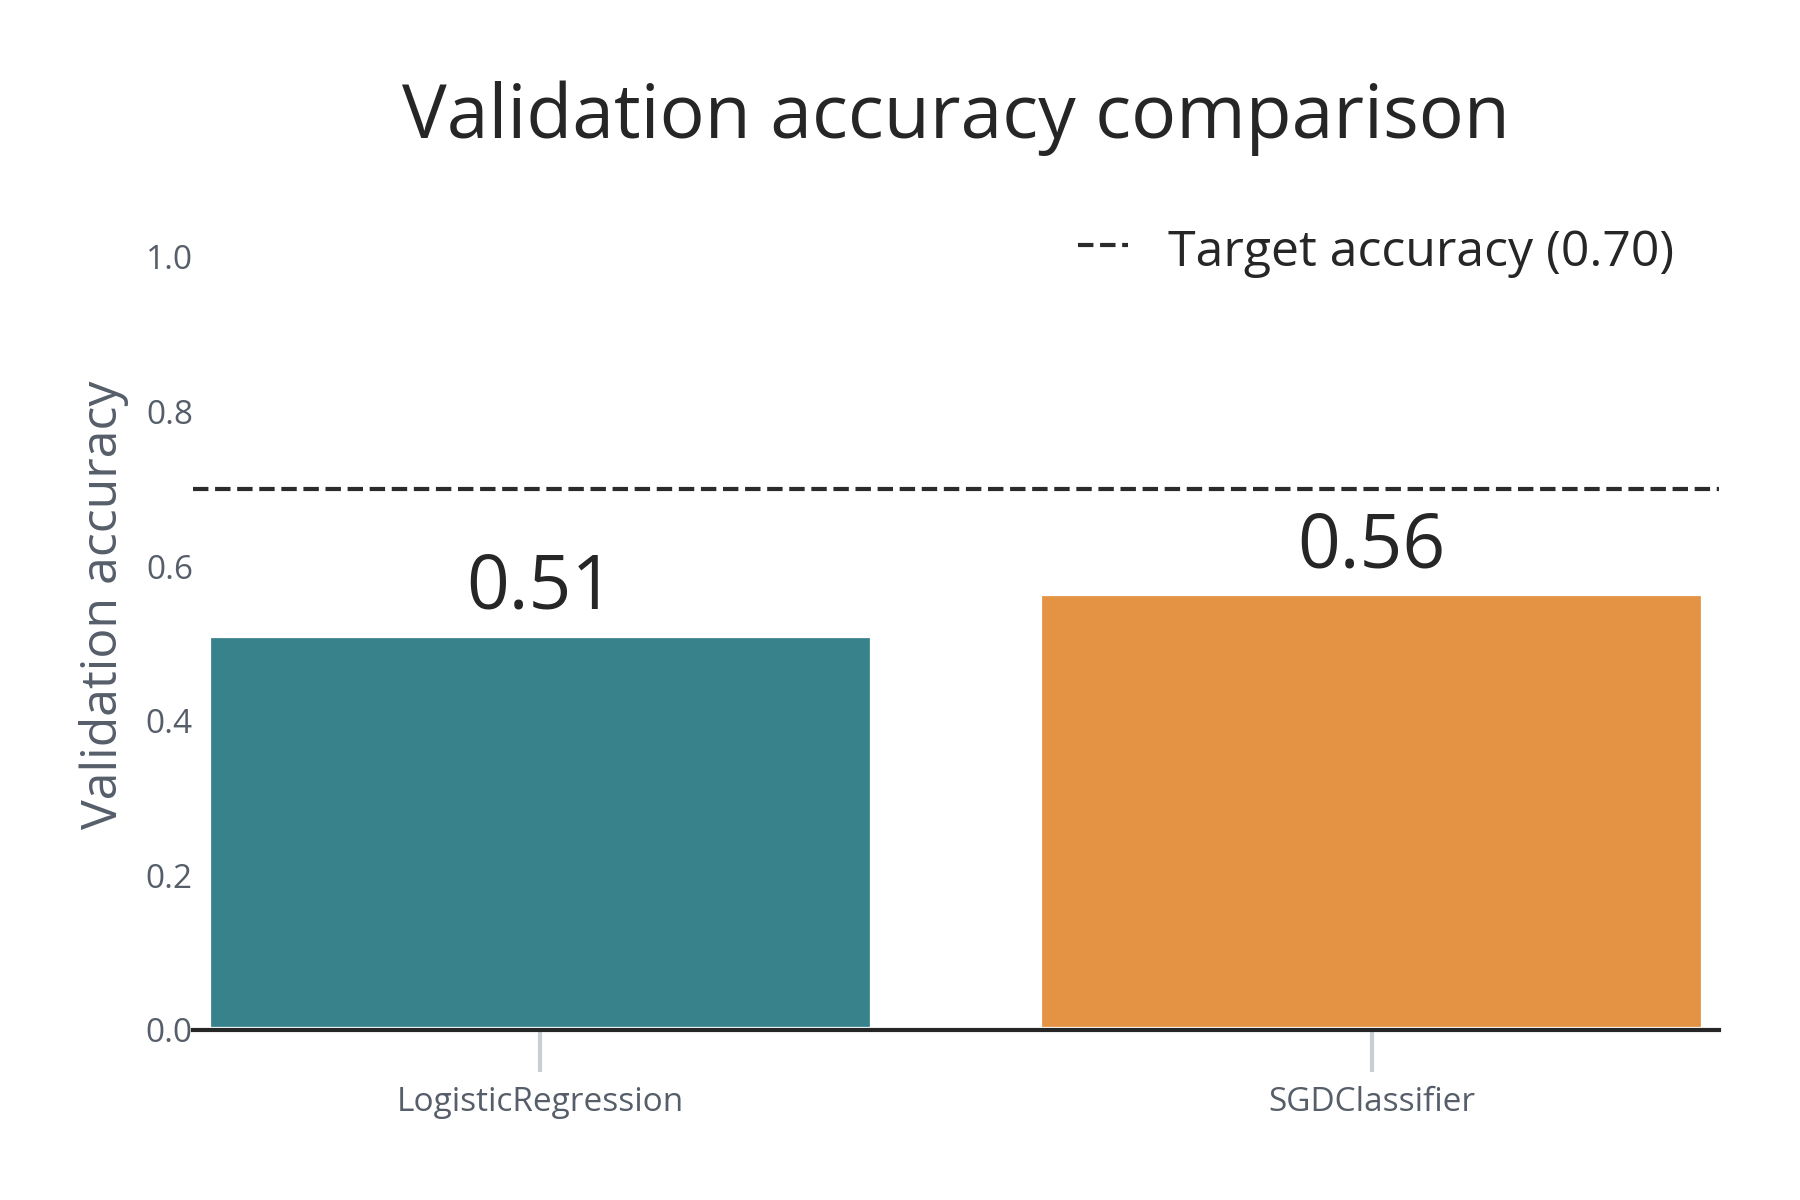 Validation accuracy comparison
Target accuracy (0.70)
Validation accuracy
1.0
0.8
0.6
0.4
0.2
0.0
0.51
0.56
LogisticRegression
SGDClassifier